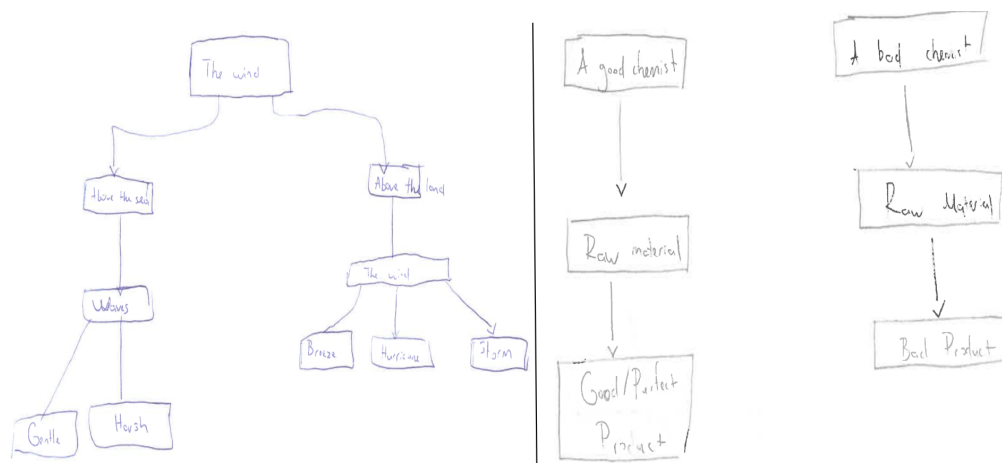 The wind
Above the sea
Above the land
Waves
The wind
Gentle
Harsh
Breeze
Hurricane
Storm
A good chemist
Raw material
Good/Perfect
Product
A bad chemist
Raw Material
Bad Product